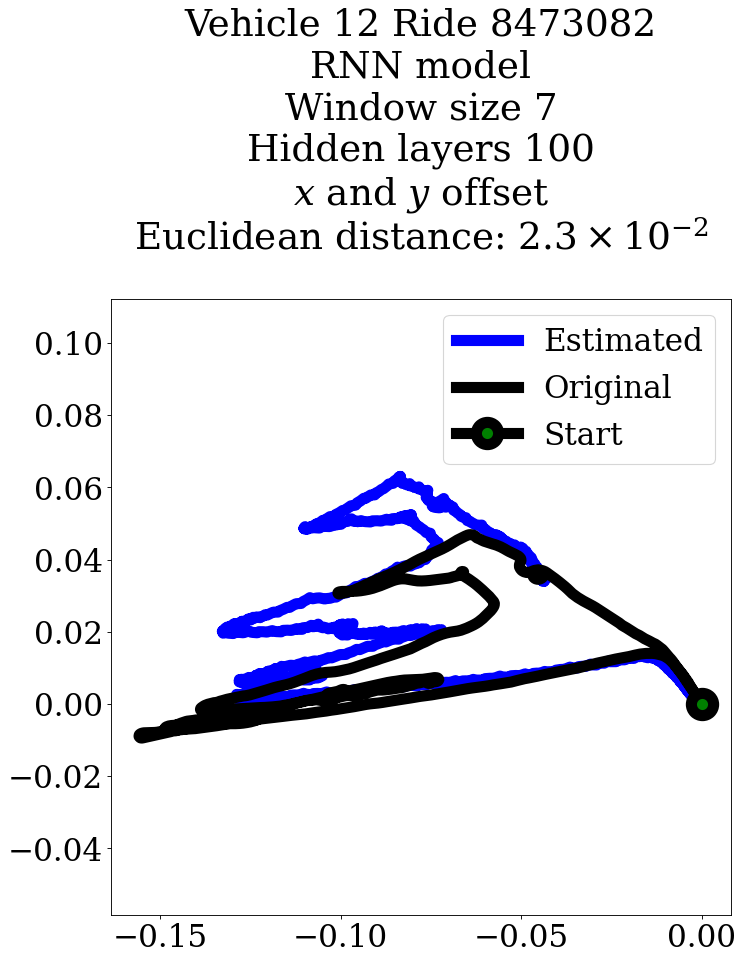 Vehicle 12 Ride 8473082
RNN model
Window size 7
Hidden layers 100
x and y offset
Euclidean distance: 2.3 × 10⁻²
Estimated
Original
Start
0.10
0.08
0.06
0.04
0.02
0.00
−0.02
−0.04
−0.15 −0.10 −0.05 0.00